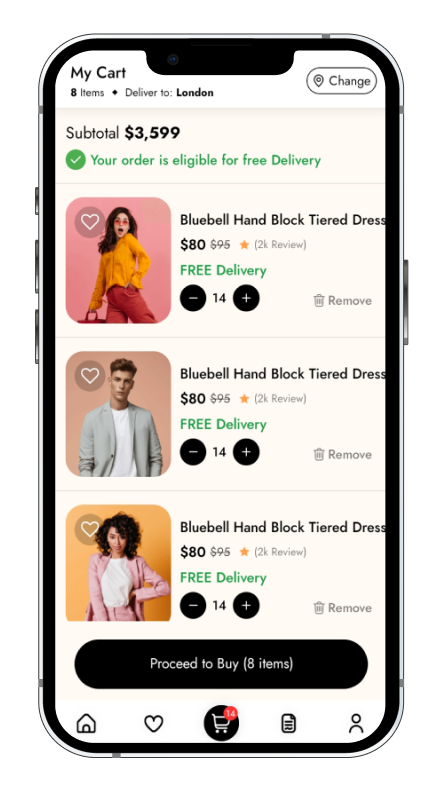 My Cart
8 Items ◆ Deliver to: London
Change
Subtotal $3,599
Your order is eligible for free Delivery
Bluebell Hand Block Tiered Dress
$80 $95 ★ (2k Review)
FREE Delivery
− 14 +
Remove
Bluebell Hand Block Tiered Dress
$80 $95 ★ (2k Review)
FREE Delivery
− 14 +
Remove
Bluebell Hand Block Tiered Dress
$80 $95 ★ (2k Review)
FREE Delivery
− 14 +
Remove
Proceed to Buy (8 items)
14